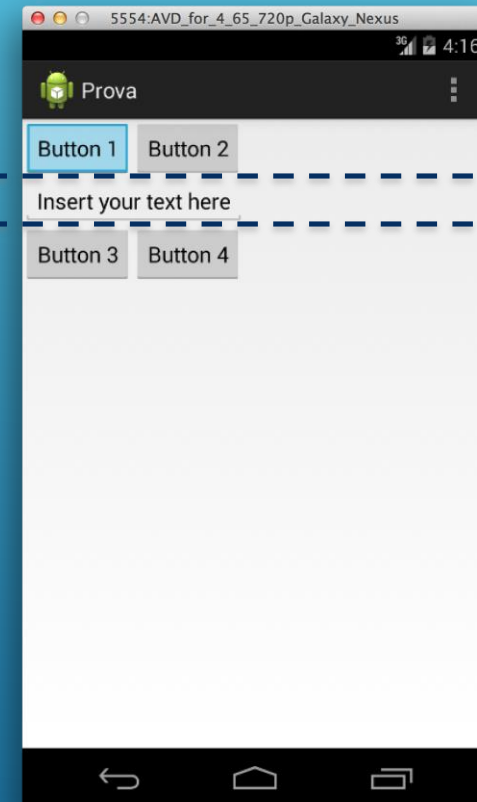 5554:AVD_for_4_65_720p_Galaxy_Nexus
3G 4:16
Prova
Button 1 Button 2
Insert your text here
Button 3 Button 4